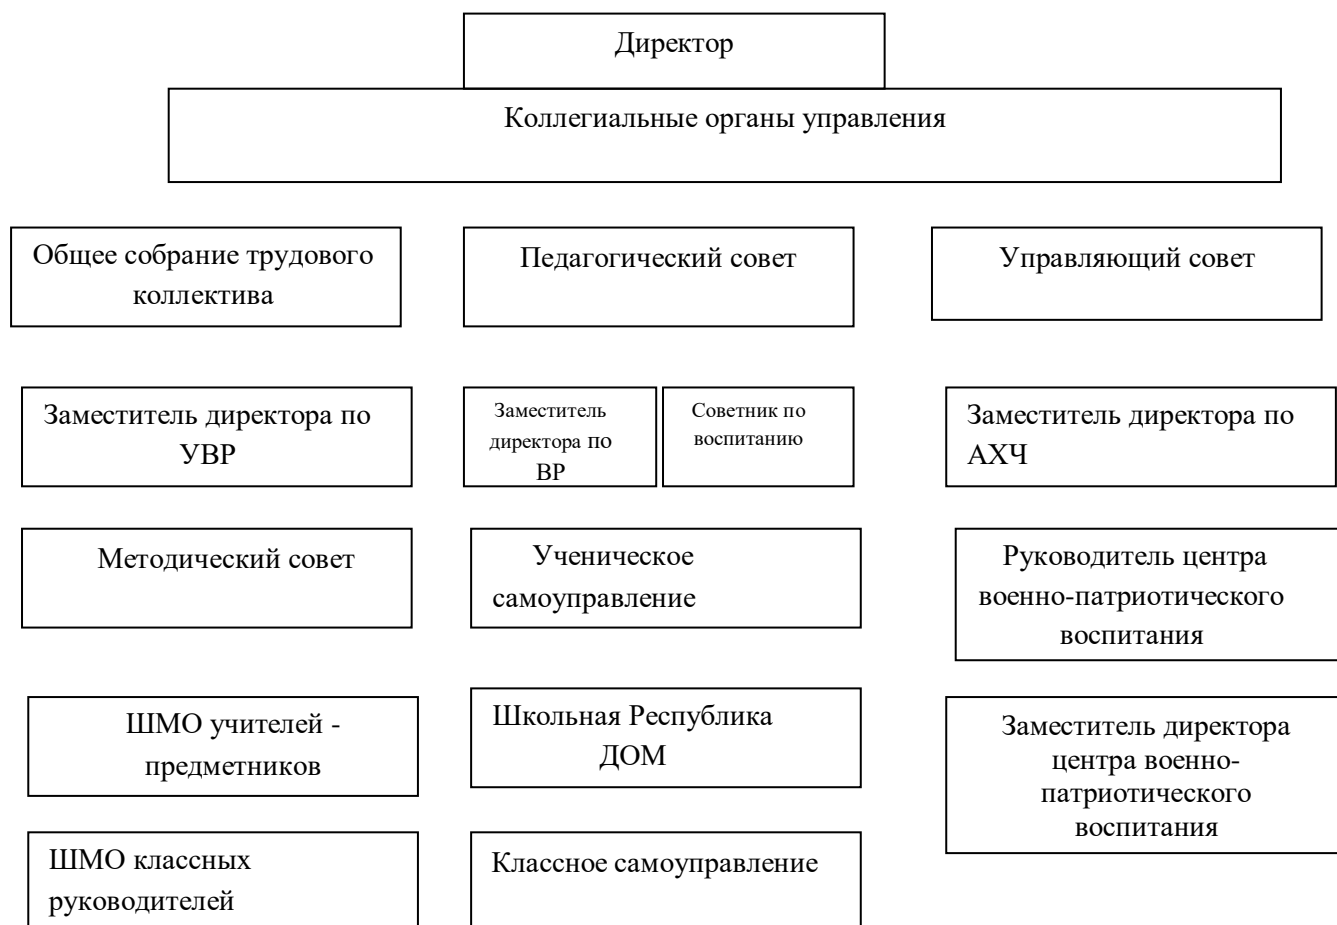 Директор
Коллегиальные органы управления
Общее собрание трудового
коллектива
Педагогический совет
Управляющий совет
Заместитель директора по
УВР
Заместитель
директора по
ВР
Советник по
воспитанию
Заместитель директора по
АХЧ
Методический совет
Ученическое
самоуправление
Руководитель центра
военно-патриотического
воспитания
ШМО учителей -
предметников
Школьная Республика
ДОМ
Заместитель директора
центра военно-
патриотического
воспитания
ШМО классных
руководителей
Классное самоуправление